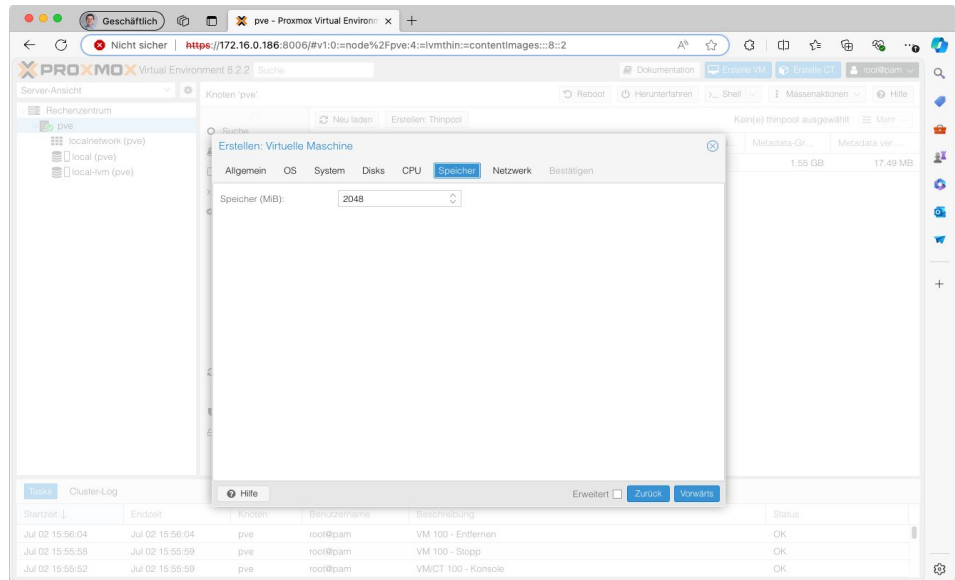 Geschäftlich
pve - Proxmox Virtual Environm
Nicht sicher | https://172.16.0.186:8006/#v1:0:=node%2Fpve:4:=lvmthin:=contentImages:::8::2
PROXMOX Virtual Environment 8.2.2 Suche
Dokumentation Erstelle VM Erstelle CT root@pam
Server-Ansicht
Knoten 'pve'
Reboot Herunterfahren Shell Massenaktionen Hilfe
Rechenzentrum
pve
localnetwork (pve)
local (pve)
local-lvm (pve)
Suche
Neu laden Erstellen: Thinpool
Kein(e) thinpool ausgewählt Mehr
Metadata-Gr... Metadata ver...
1.55 GB 17.49 MB
Erstellen: Virtuelle Maschine
Allgemein OS System Disks CPU Speicher Netzwerk Bestätigen
Speicher (MiB): 2048
Hilfe
Erweitert Zurück Vorwärts
Tasks Cluster-Log
Startzeit ↓ Endzeit Knoten Benutzername Beschreibung Status
Jul 02 15:56:04 Jul 02 15:56:04 pve root@pam VM 100 - Entfernen OK
Jul 02 15:55:58 Jul 02 15:55:59 pve root@pam VM 100 - Stopp OK
Jul 02 15:55:52 Jul 02 15:55:59 pve root@pam VM/CT 100 - Konsole OK